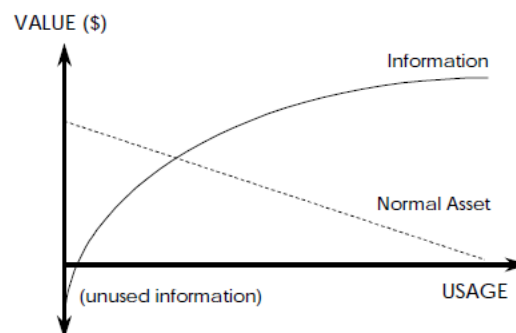 VALUE ($)
Information
Normal Asset
(unused information)
USAGE